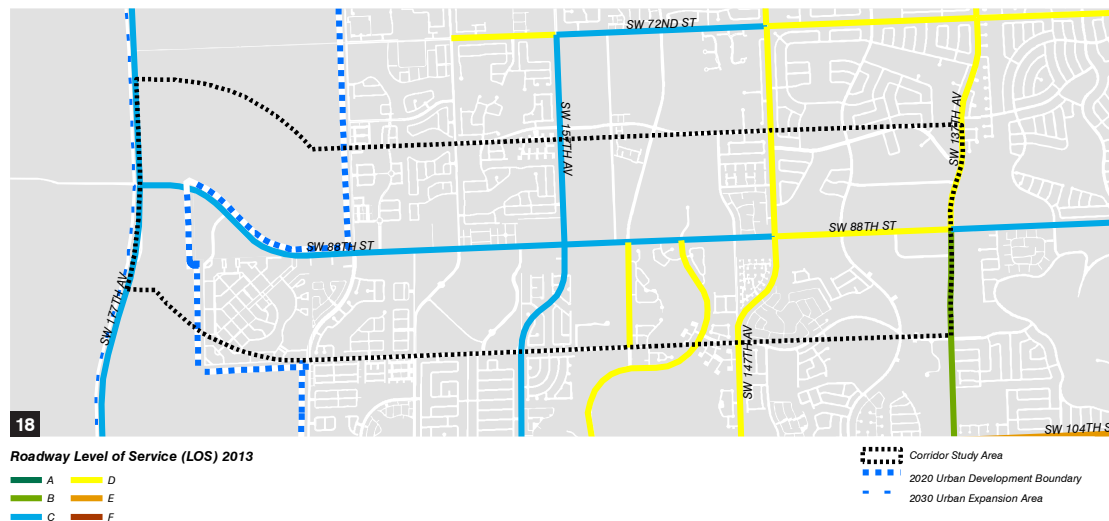 SW 72ND ST
SW 157TH AV
SW 137TH AV
SW 88TH ST
SW 88TH ST
SW 177TH AV
SW 147TH AV
SW 104TH S
18
Roadway Level of Service (LOS) 2013
A
B
C
D
E
F
Corridor Study Area
2020 Urban Development Boundary
2030 Urban Expansion Area